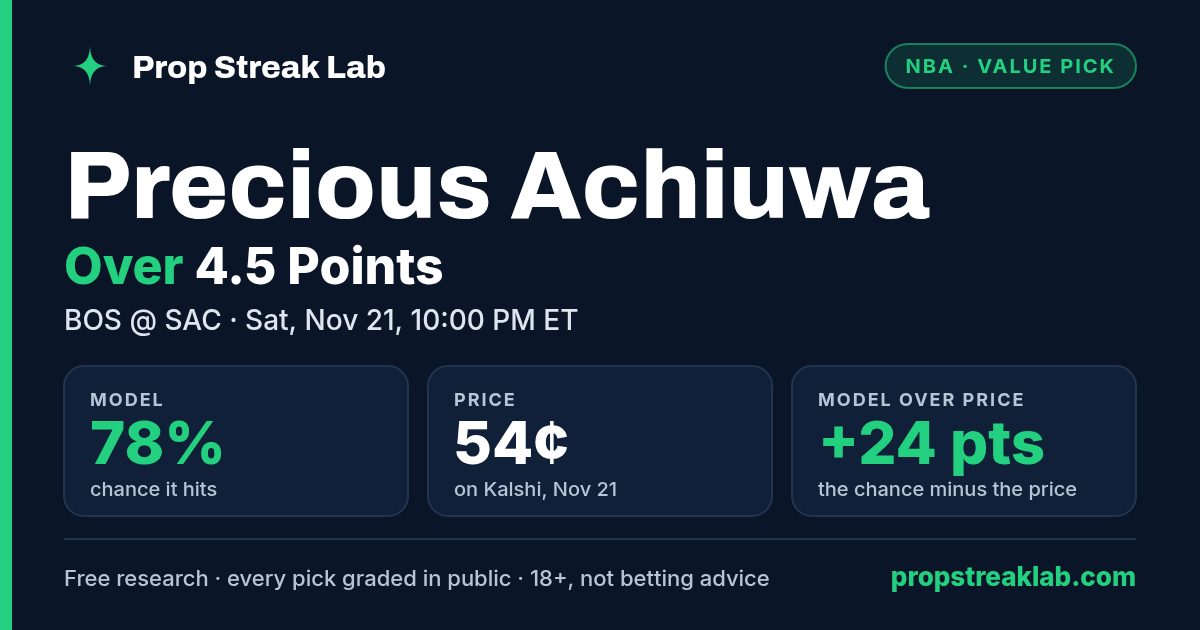 Prop Streak Lab
NBA · VALUE PICK
Precious Achiuwa
Over 4.5 Points
BOS @ SAC · Sat, Nov 21, 10:00 PM ET
MODEL
78%
chance it hits
PRICE
54¢
on Kalshi, Nov 21
MODEL OVER PRICE
+24 pts
the chance minus the price
Free research · every pick graded in public · 18+, not betting advice
propstreaklab.com